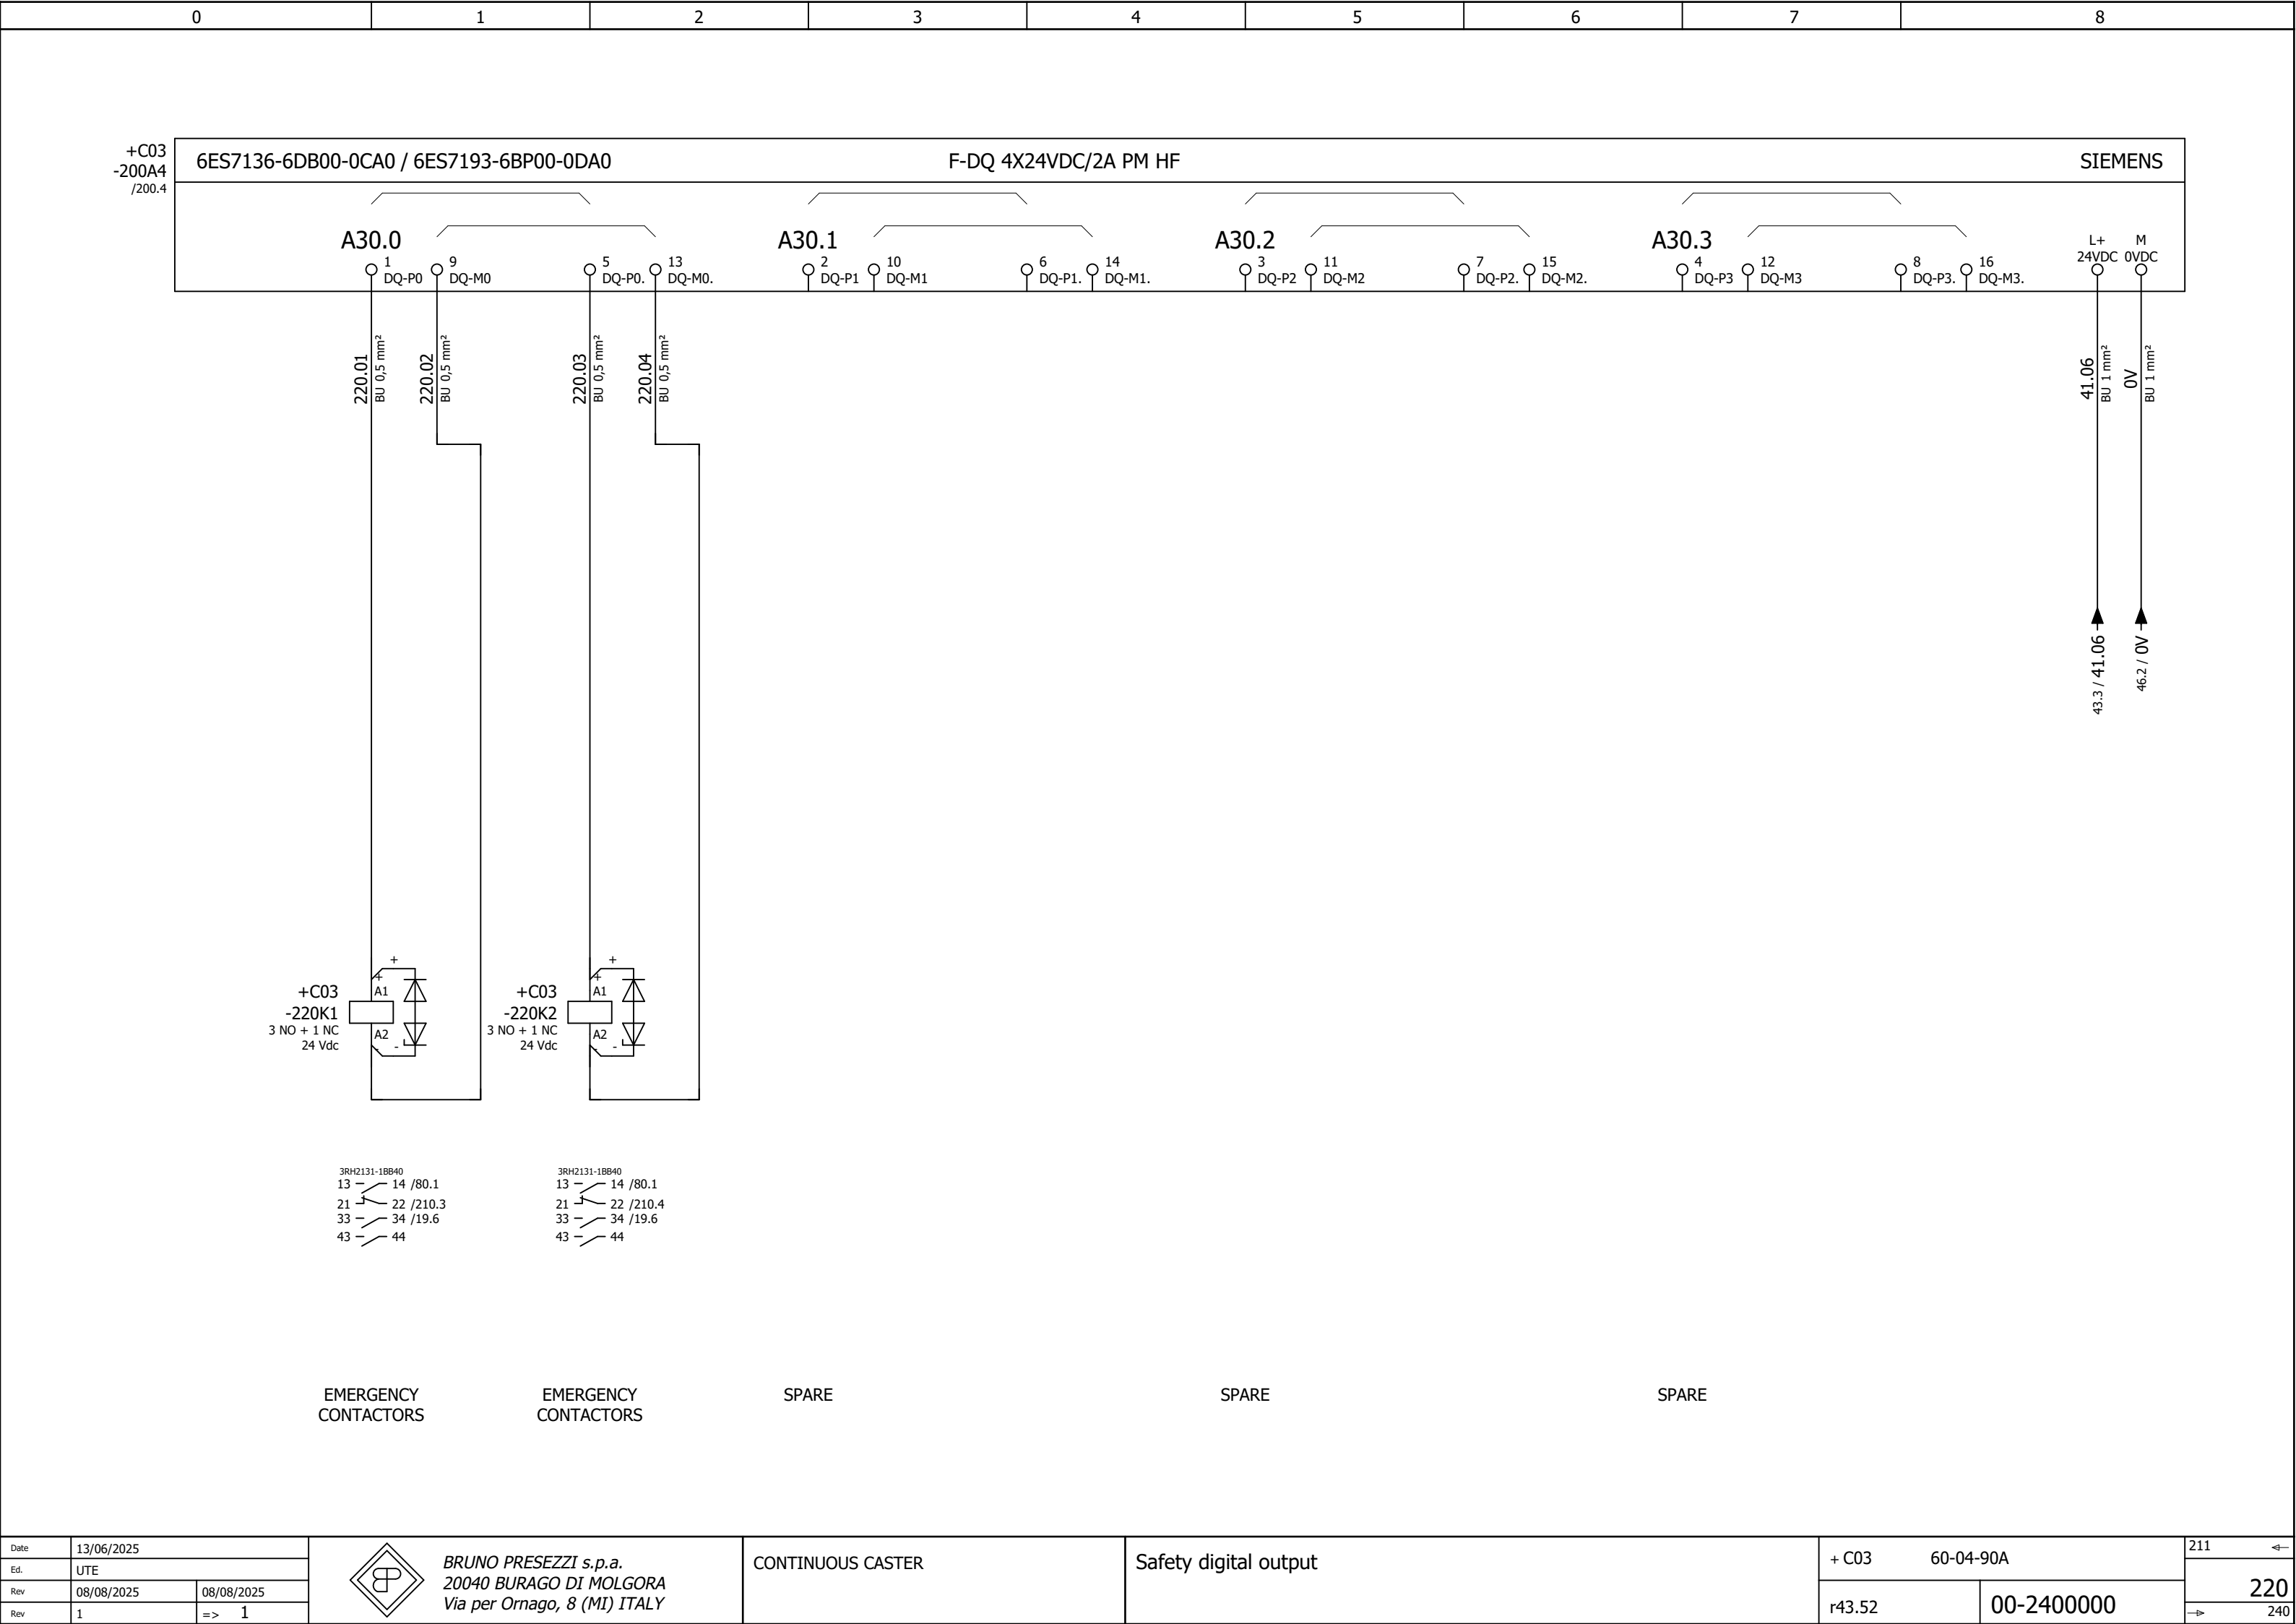 0 1 2 3 4 5 6 7 8
+C03
-200A4
/200.4
6ES7136-6DB00-0CA0 / 6ES7193-6BP00-0DA0 F-DQ 4X24VDC/2A PM HF SIEMENS
A30.0 A30.1 A30.2 A30.3
L+ M
24VDC 0VDC
1 9 5 13 2 10 6 14 3 11 7 15 4 12 8 16
DQ-P0 DQ-M0 DQ-P0. DQ-M0. DQ-P1 DQ-M1 DQ-P1. DQ-M1. DQ-P2 DQ-M2 DQ-P2. DQ-M2. DQ-P3 DQ-M3 DQ-P3. DQ-M3.
220.01
BU 0,5 mm²
220.02
BU 0,5 mm²
220.03
BU 0,5 mm²
220.04
BU 0,5 mm²
41.06
BU 1 mm²
0V
BU 1 mm²
43.3 / 41.06
46.2 / 0V
+
+
A1
+C03
-220K1
3 NO + 1 NC
24 Vdc
A2
-
-
+
+
A1
+C03
-220K2
3 NO + 1 NC
24 Vdc
A2
-
-
3RH2131-1BB40
13 14 /80.1
21 22 /210.3
33 34 /19.6
43 44
3RH2131-1BB40
13 14 /80.1
21 22 /210.4
33 34 /19.6
43 44
EMERGENCY
CONTACTORS
EMERGENCY
CONTACTORS
SPARE
SPARE
SPARE
Date 13/06/2025
Ed. UTE
Rev 08/08/2025 08/08/2025
Rev 1 => 1
BP
BRUNO PRESEZZI s.p.a.
20040 BURAGO DI MOLGORA
Via per Ornago, 8 (MI) ITALY
CONTINUOUS CASTER
Safety digital output
+ C03 60-04-90A
r43.52 00-2400000
211
220
240